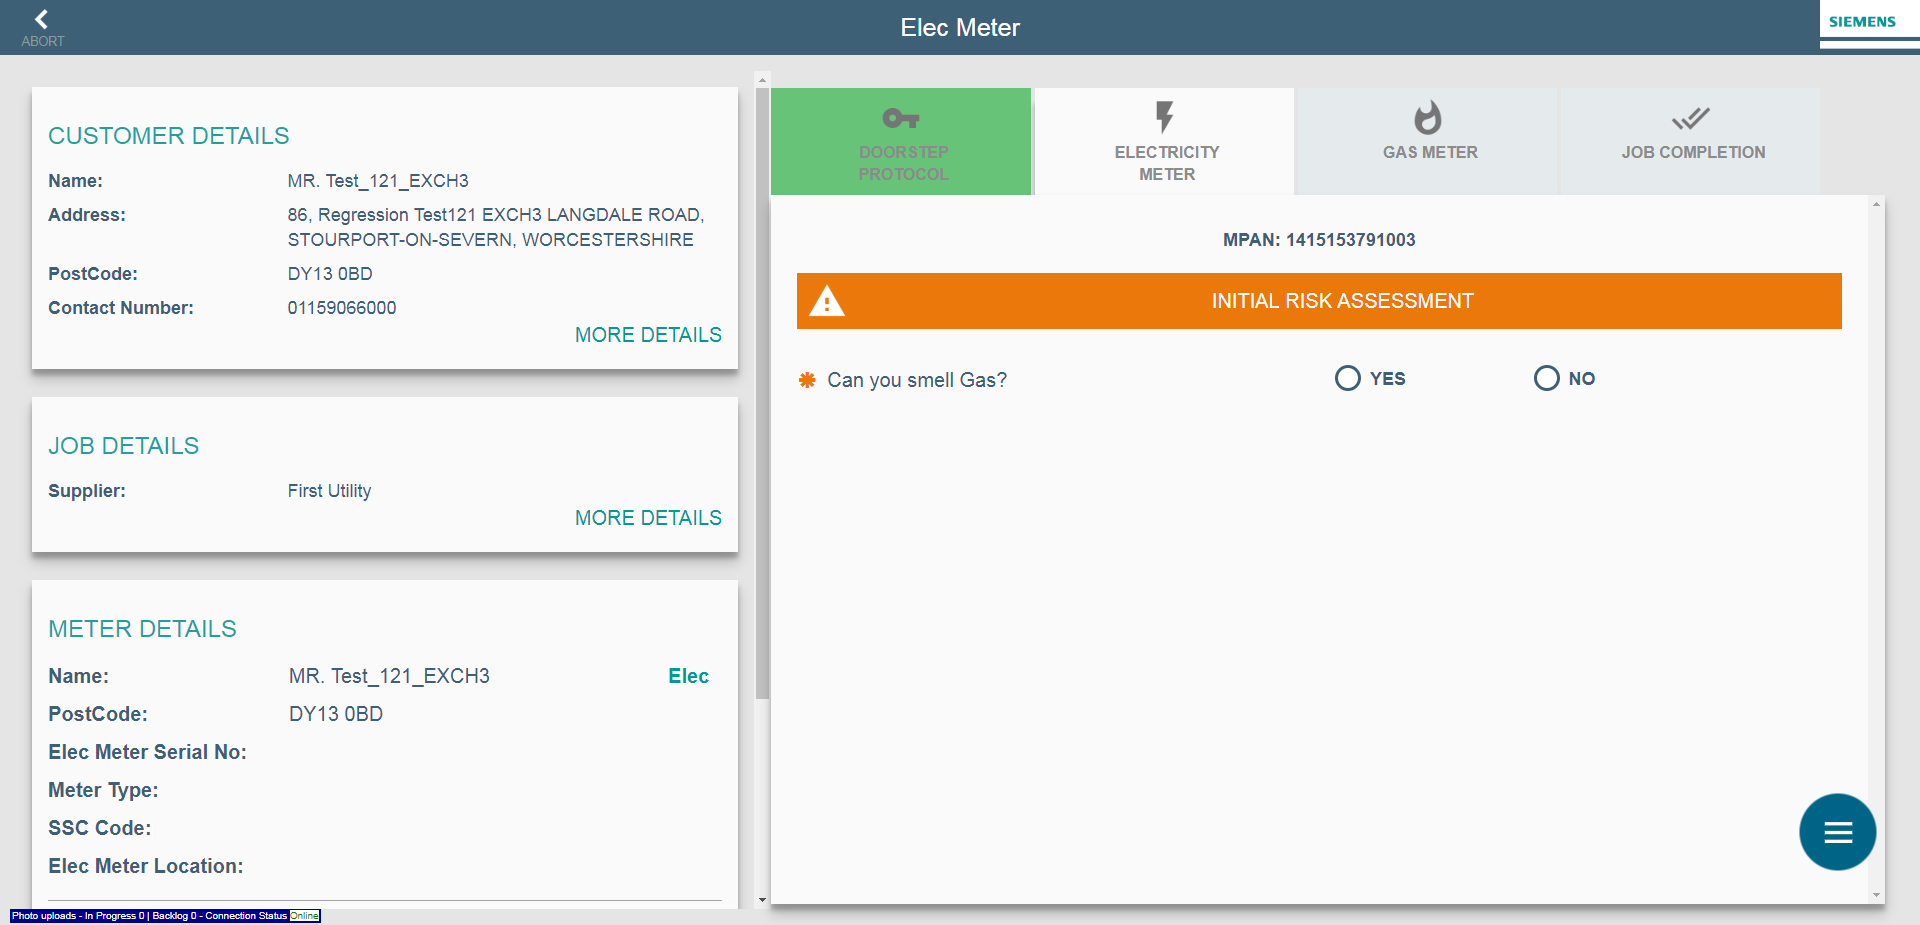 ABORT
Elec Meter
SIEMENS
CUSTOMER DETAILS
Name: MR. Test_121_EXCH3
Address: 86, Regression Test121 EXCH3 LANGDALE ROAD,
STOURPORT-ON-SEVERN, WORCESTERSHIRE
PostCode: DY13 0BD
Contact Number: 01159066000
MORE DETAILS
JOB DETAILS
Supplier: First Utility
MORE DETAILS
METER DETAILS
Name: MR. Test_121_EXCH3 Elec
PostCode: DY13 0BD
Elec Meter Serial No:
Meter Type:
SSC Code:
Elec Meter Location:
Photo uploads - In Progress 0 | Backlog 0 - Connection Status Online
DOORSTEP
PROTOCOL
ELECTRICITY
METER
GAS METER
JOB COMPLETION
MPAN: 1415153791003
INITIAL RISK ASSESSMENT
Can you smell Gas? YES NO